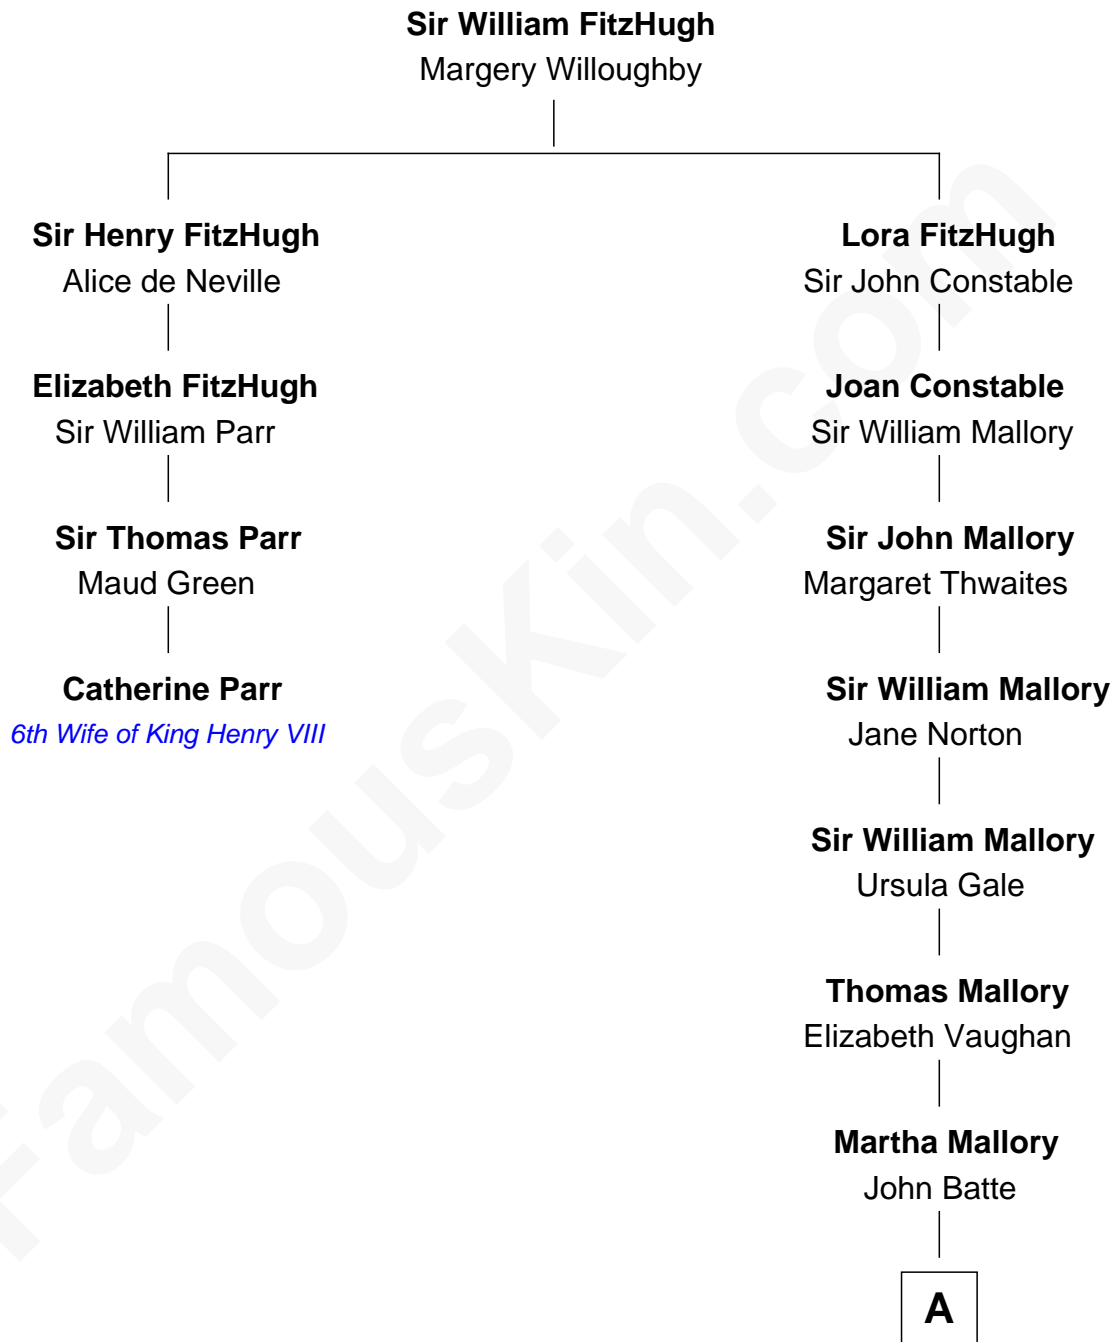 Sir William FitzHugh
Margery Willoughby
Sir Henry FitzHugh
Alice de Neville
Lora FitzHugh
Sir John Constable
Elizabeth FitzHugh
Sir William Parr
Joan Constable
Sir William Mallory
Sir Thomas Parr
Maud Green
Sir John Mallory
Margaret Thwaites
Catherine Parr
6th Wife of King Henry VIII
Sir William Mallory
Jane Norton
Sir William Mallory
Ursula Gale
Thomas Mallory
Elizabeth Vaughan
Martha Mallory
John Batte
A
FamousKin.com